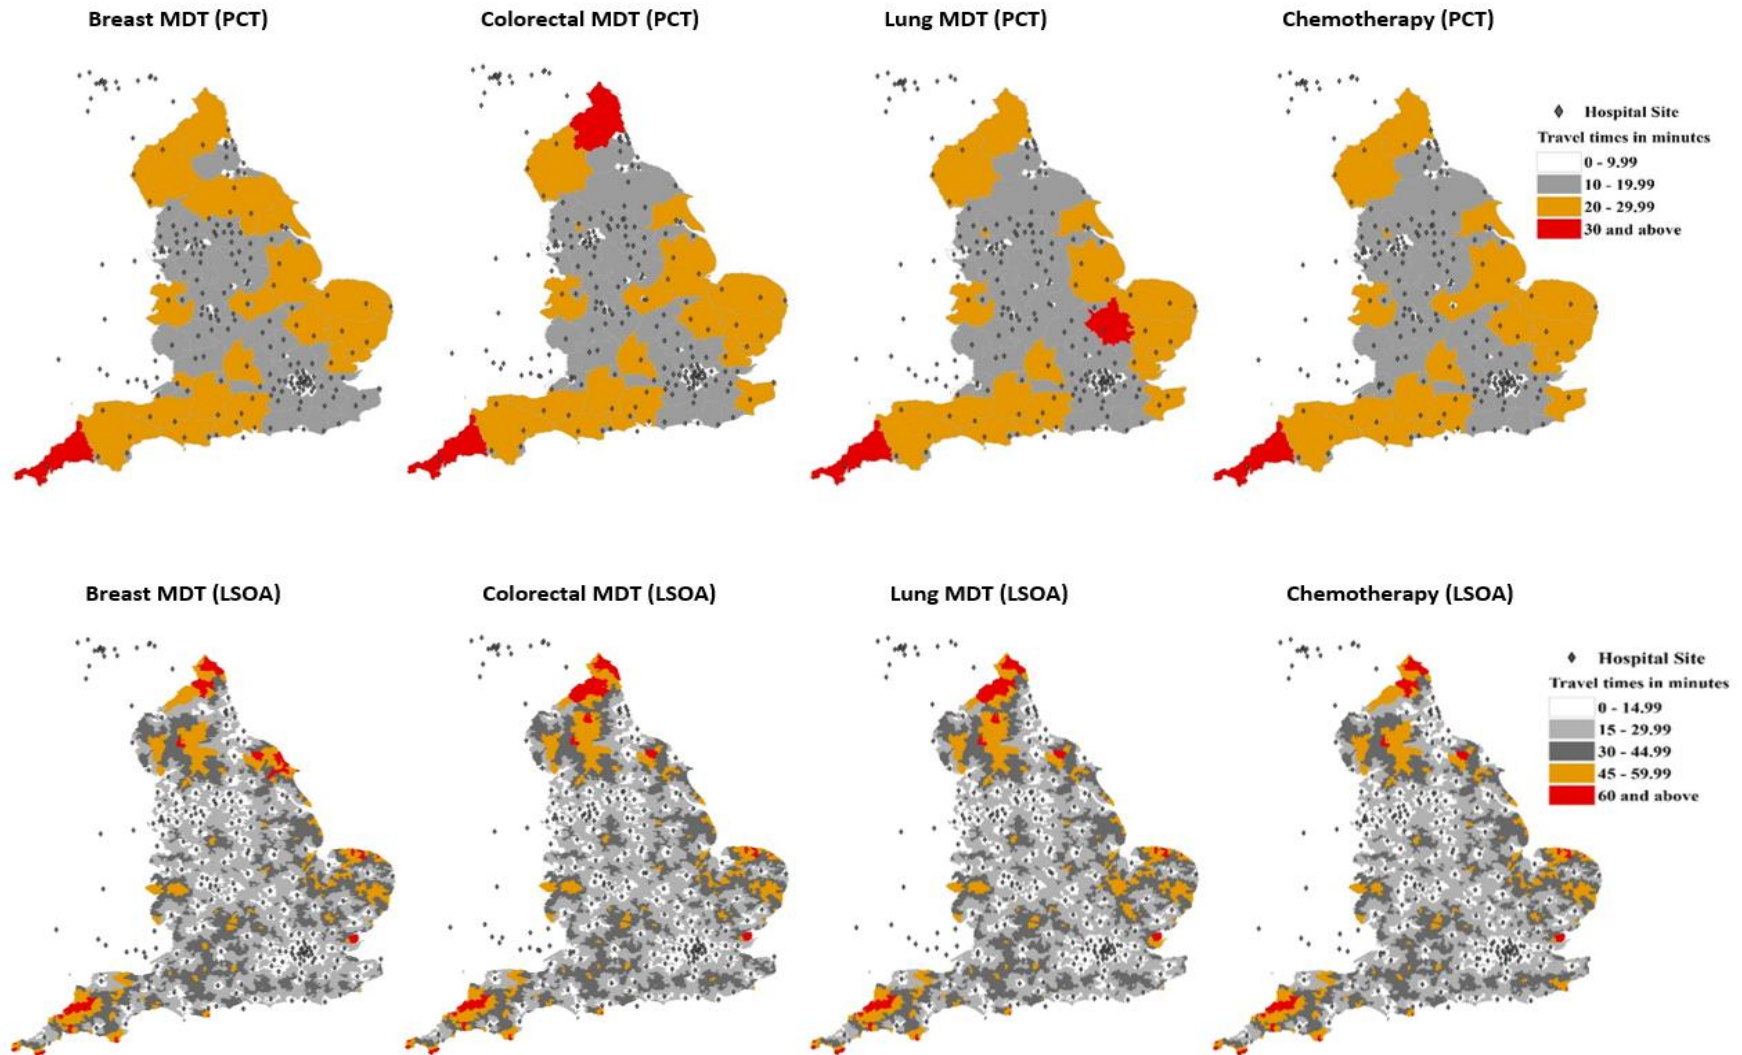 Breast MDT (PCT)
Colorectal MDT (PCT)
Lung MDT (PCT)
Chemotherapy (PCT)
Hospital Site
Travel times in minutes
0 - 9.99
10 - 19.99
20 - 29.99
30 and above
Breast MDT (LSOA)
Colorectal MDT (LSOA)
Lung MDT (LSOA)
Chemotherapy (LSOA)
Hospital Site
Travel times in minutes
0 - 14.99
15 - 29.99
30 - 44.99
45 - 59.99
60 and above